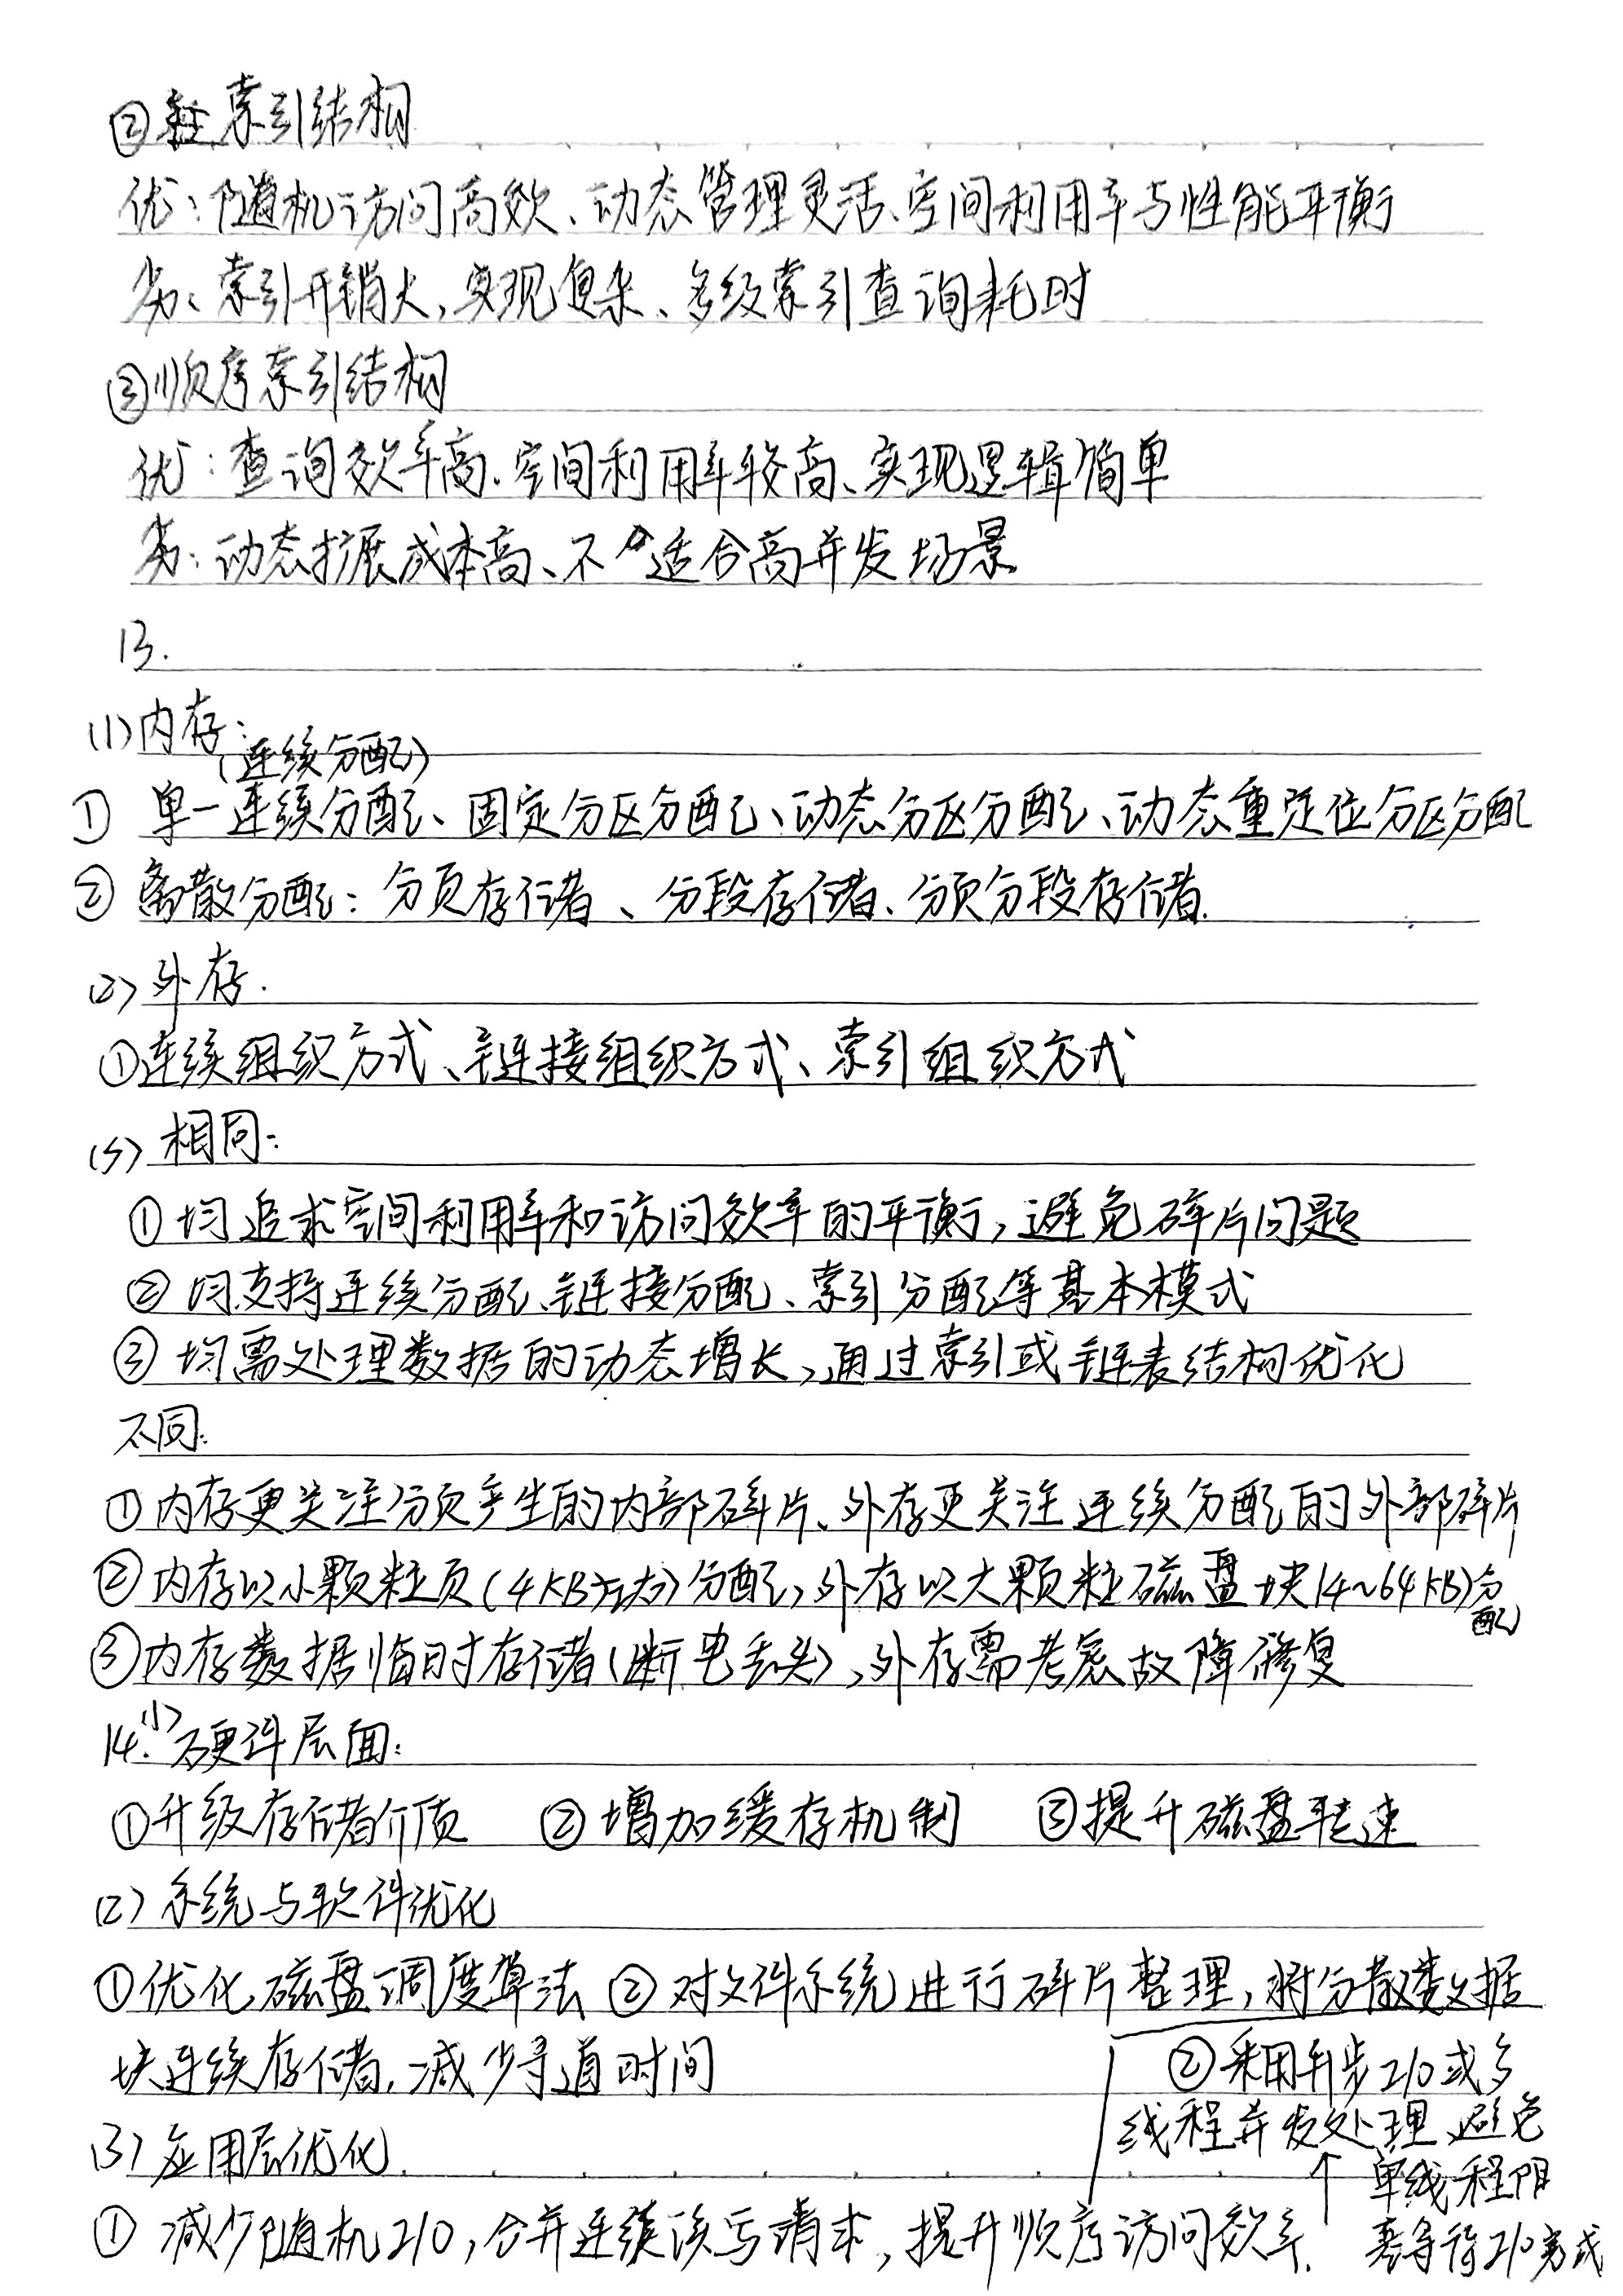 ②索引结构
优：随机访问高效、动态管理灵活、空间利用率与性能平衡
劣：索引开销大，实现复杂、多级索引查询耗时
③顺序索引结构
优：查询效率高、空间利用率较高、实现逻辑简单
劣：动态扩展成本高、不适合高并发场景
13.
(1)内存：
(连续分配)
① 单一连续分配、固定分区分配、动态分区分配、动态重定位分区分配
② 离散分配：分页存储、分段存储、分页分段存储.
(2)外存.
①连续组织方式、链接组织方式、索引组织方式
相同：
①均追求空间利用率和访问效率的平衡，避免碎片问题
②均支持连续分配、链接分配、索引分配等基本模式
③均需处理数据的动态增长，通过索引或链表结构优化
不同：
①内存更关注分页产生的内部碎片、外存更关注连续分配的外部碎片
②内存以小颗粒页(4KB)分配，外存以大颗粒磁盘块(4~64KB)分配
③内存数据临时存储(断电丢失)，外存需考虑故障修复
14.(1)硬件层面：
①升级存储介质 ②增加缓存机制 ③提升磁盘转速
(2)系统与软件优化
①优化磁盘调度算法 ②对文件系统进行碎片整理，将分散数据
块连续存储，减少寻道时间
(3)应用层优化.
①减少随机I/O，合并连续读写请求，提升顺序访问效率.
②采用异步I/O或多
线程并发处理，避免
单线程阻
塞等待I/O完成